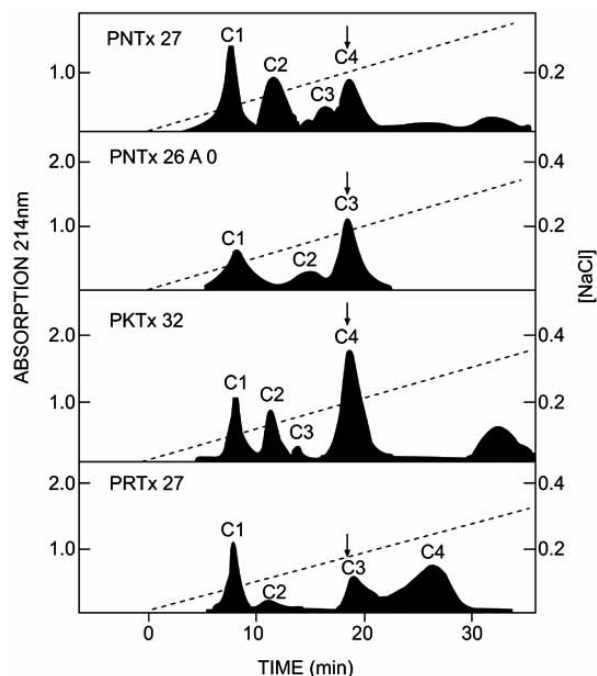 PNTx 27
C1
C2
C3
C4
1.0
0.2
PNTx 26 A 0
C1
C2
C3
2.0
1.0
0.4
0.2
PKTx 32
C1
C2
C3
C4
2.0
1.0
0.4
0.2
PRTx 27
C1
C2
C3
C4
2.0
1.0
0.4
0.2
ABSORPTION 214nm
[NaCl]
0 10 20 30
TIME (min)